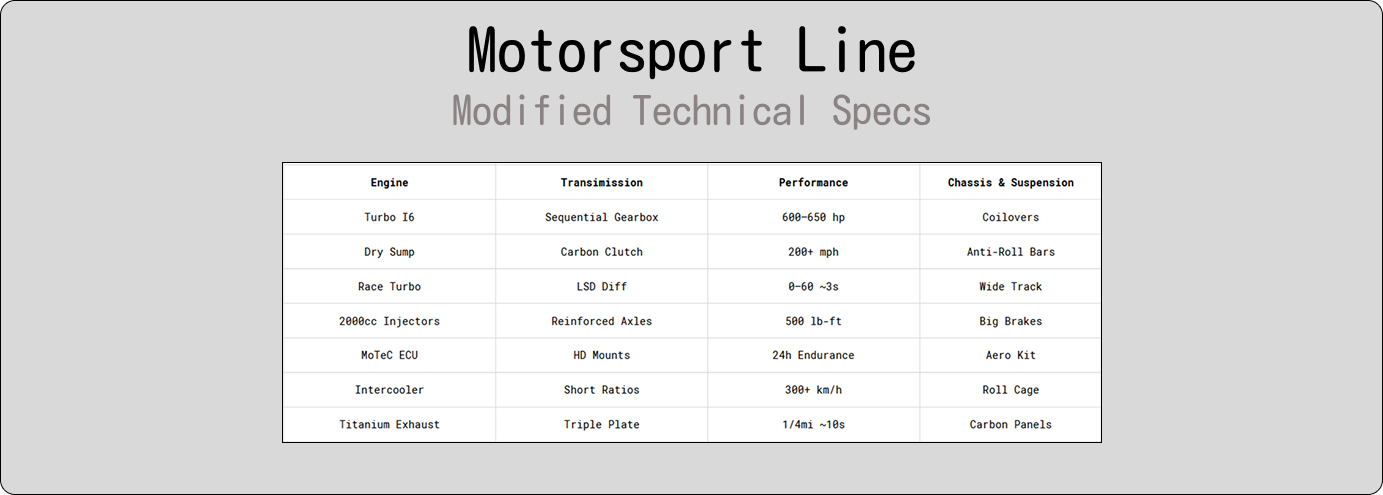 Motorsport Line
Modified Technical Specs
Engine Transimission Performance Chassis & Suspension
Turbo I6 Sequential Gearbox 600–650 hp Coilovers
Dry Sump Carbon Clutch 200+ mph Anti-Roll Bars
Race Turbo LSD Diff 0–60 ~3s Wide Track
2000cc Injectors Reinforced Axles 500 lb-ft Big Brakes
MoTeC ECU HD Mounts 24h Endurance Aero Kit
Intercooler Short Ratios 300+ km/h Roll Cage
Titanium Exhaust Triple Plate 1/4mi ~10s Carbon Panels